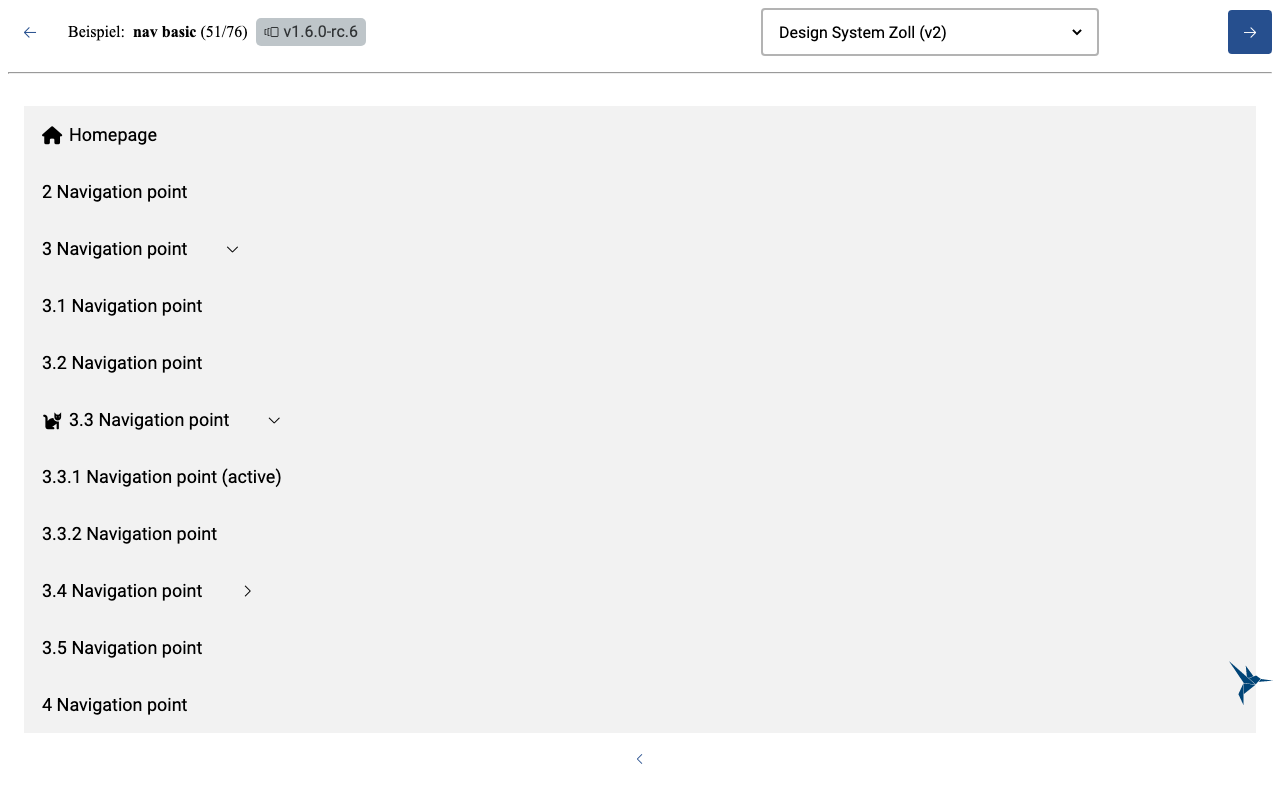 Beispiel: nav basic (51/76) v1.6.0-rc.6 Design System Zoll (v2)
Homepage
2 Navigation point
3 Navigation point
3.1 Navigation point
3.2 Navigation point
3.3 Navigation point
3.3.1 Navigation point (active)
3.3.2 Navigation point
3.4 Navigation point
3.5 Navigation point
4 Navigation point